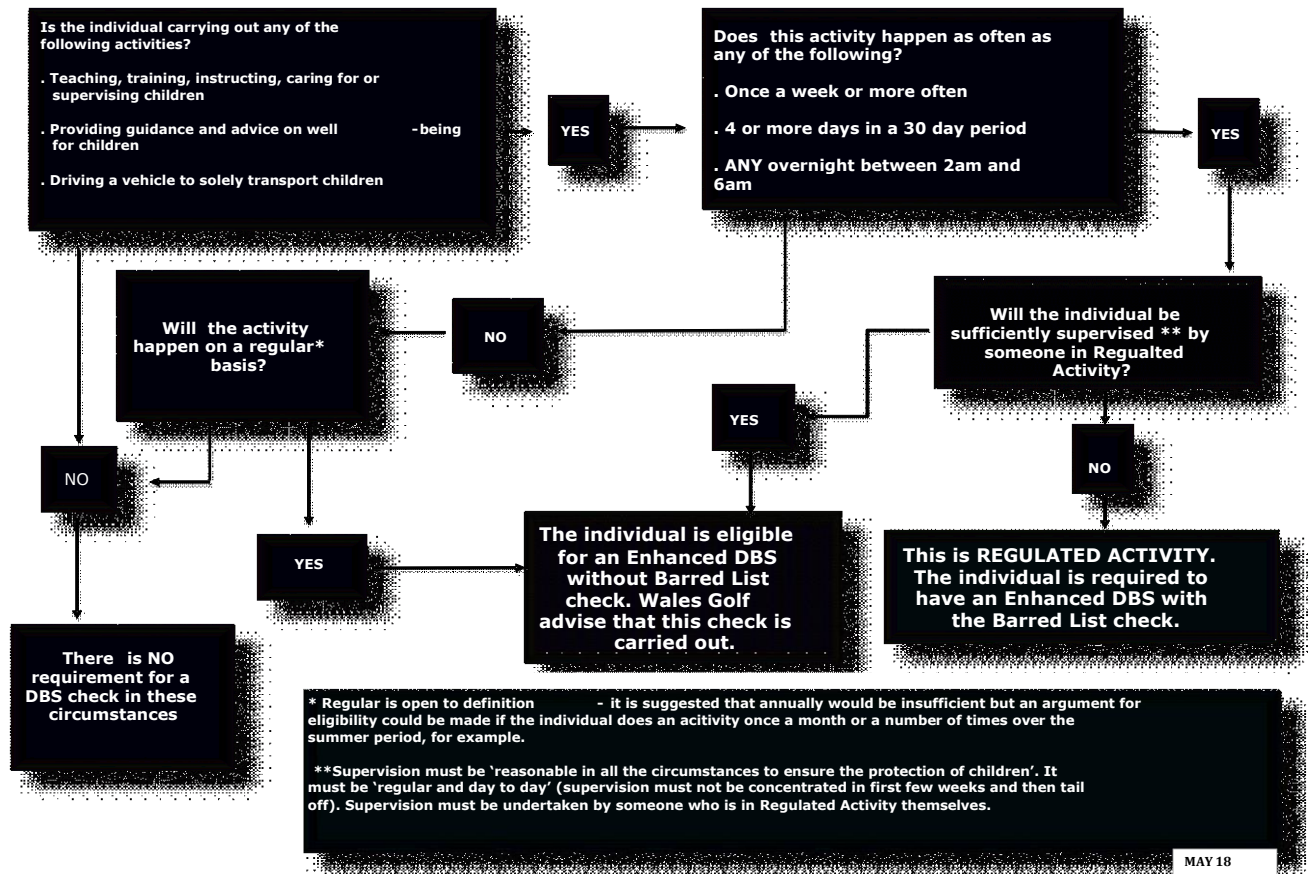 Is the individual carrying out any of the
following activities?
. Teaching, training, instructing, caring for or
supervising children
. Providing guidance and advice on well -being
for children
. Driving a vehicle to solely transport children
YES
Does this activity happen as often as
any of the following?
. Once a week or more often
. 4 or more days in a 30 day period
. ANY overnight between 2am and
6am
YES
Will the activity
happen on a regular*
basis?
NO
Will the individual be
sufficiently supervised ** by
someone in Regualted
Activity?
YES
NO
NO
YES
The individual is eligible
for an Enhanced DBS
without Barred List
check. Wales Golf
advise that this check is
carried out.
This is REGULATED ACTIVITY.
The individual is required to
have an Enhanced DBS with
the Barred List check.
There is NO
requirement for a
DBS check in these
circumstances
* Regular is open to definition - it is suggested that annually would be insufficient but an argument for
eligibility could be made if the individual does an acitivity once a month or a number of times over the
summer period, for example.
**Supervision must be ‘reasonable in all the circumstances to ensure the protection of children’. It
must be ‘regular and day to day’ (supervision must not be concentrated in first few weeks and then tail
off). Supervision must be undertaken by someone who is in Regulated Activity themselves.
MAY 18